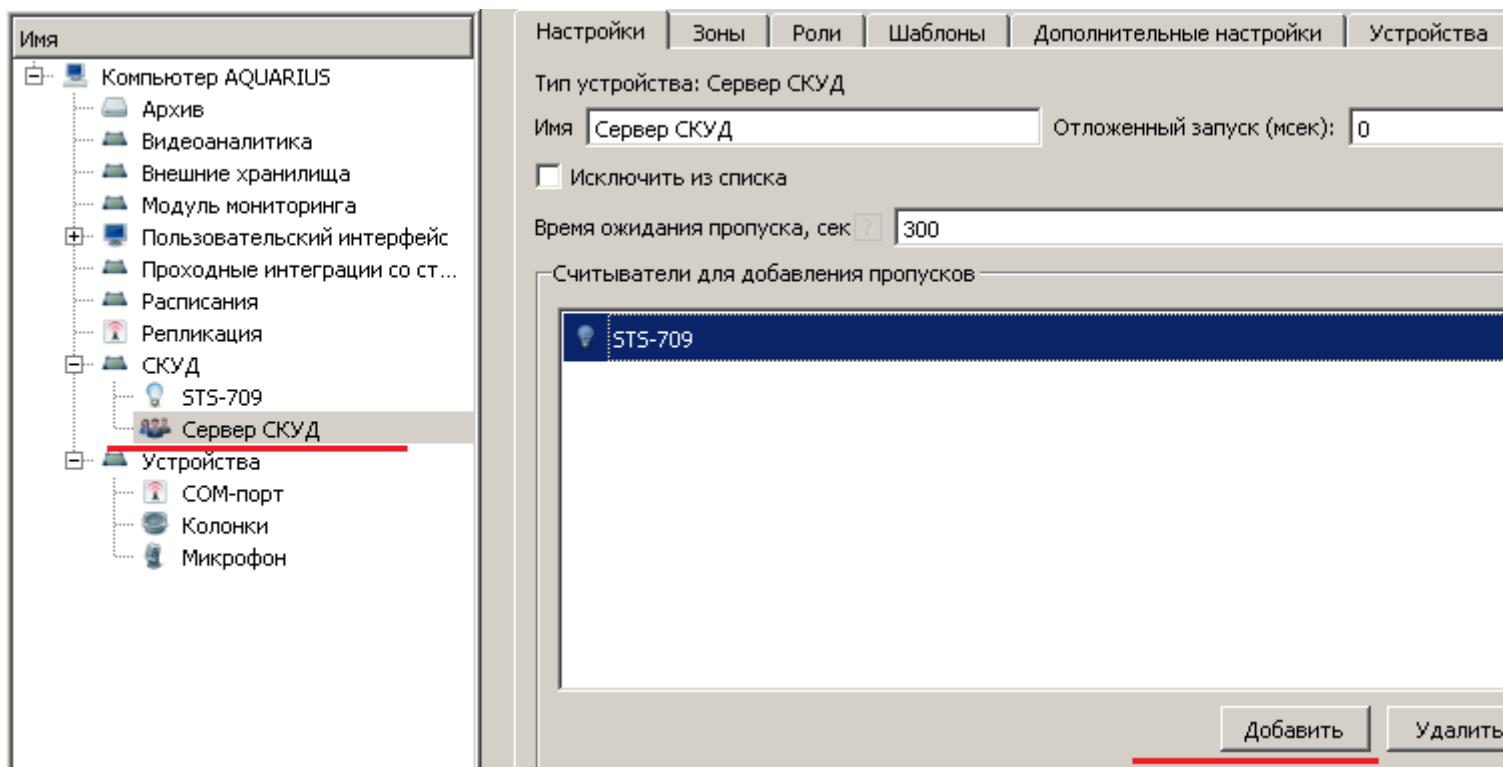 Имя
Компьютер AQUARIUS
Архив
Видеоаналитика
Внешние хранилища
Модуль мониторинга
Пользовательский интерфейс
Проходные интеграции со ст...
Расписания
Репликация
СКУД
STS-709
Сервер СКУД
Устройства
COM-порт
Колонки
Микрофон
Настройки Зоны Роли Шаблоны Дополнительные настройки Устройства
Тип устройства: Сервер СКУД
Имя Сервер СКУД Отложенный запуск (мсек): 0
Исключить из списка
Время ожидания пропуска, сек ? 300
Считыватели для добавления пропусков
STS-709
Добавить Удалить